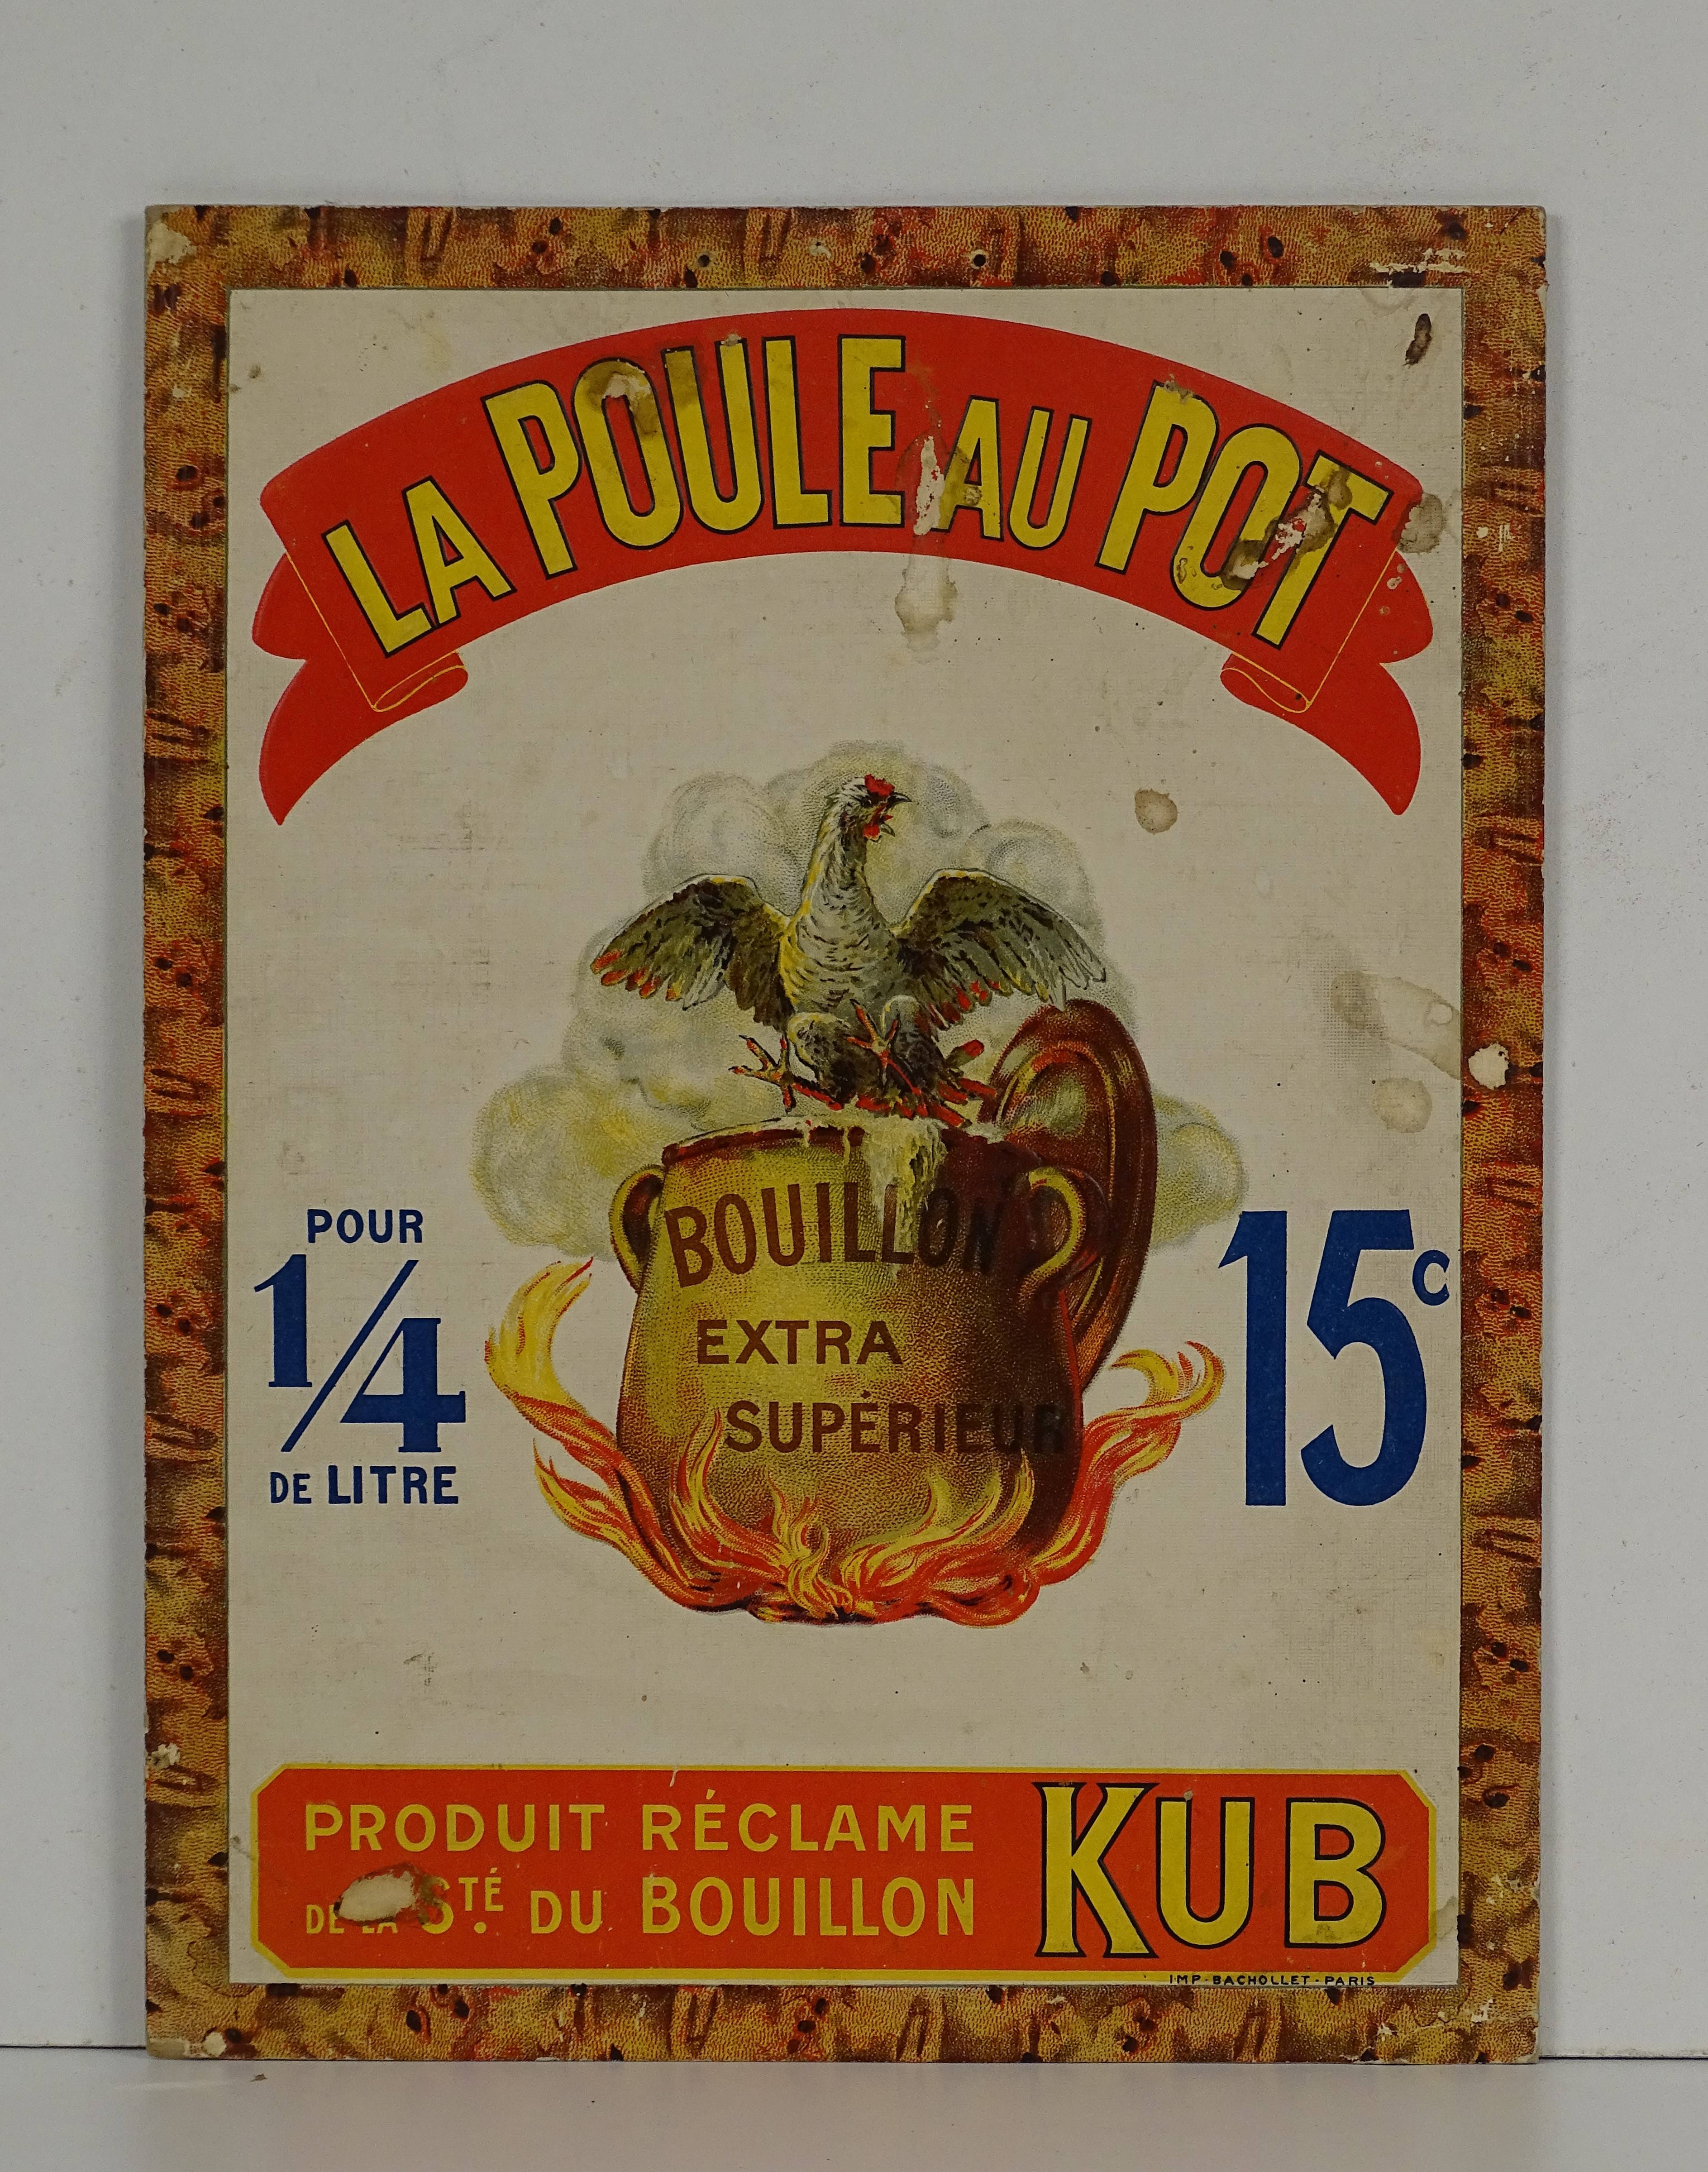 LA POULE AU POT
BOUILLON
EXTRA
SUPÉRIEUR
POUR
1/4
DE LITRE
15c
PRODUIT RÉCLAME
DE LA STÉ. DU BOUILLON
KUB
IMP-BACHOLLET-PARIS